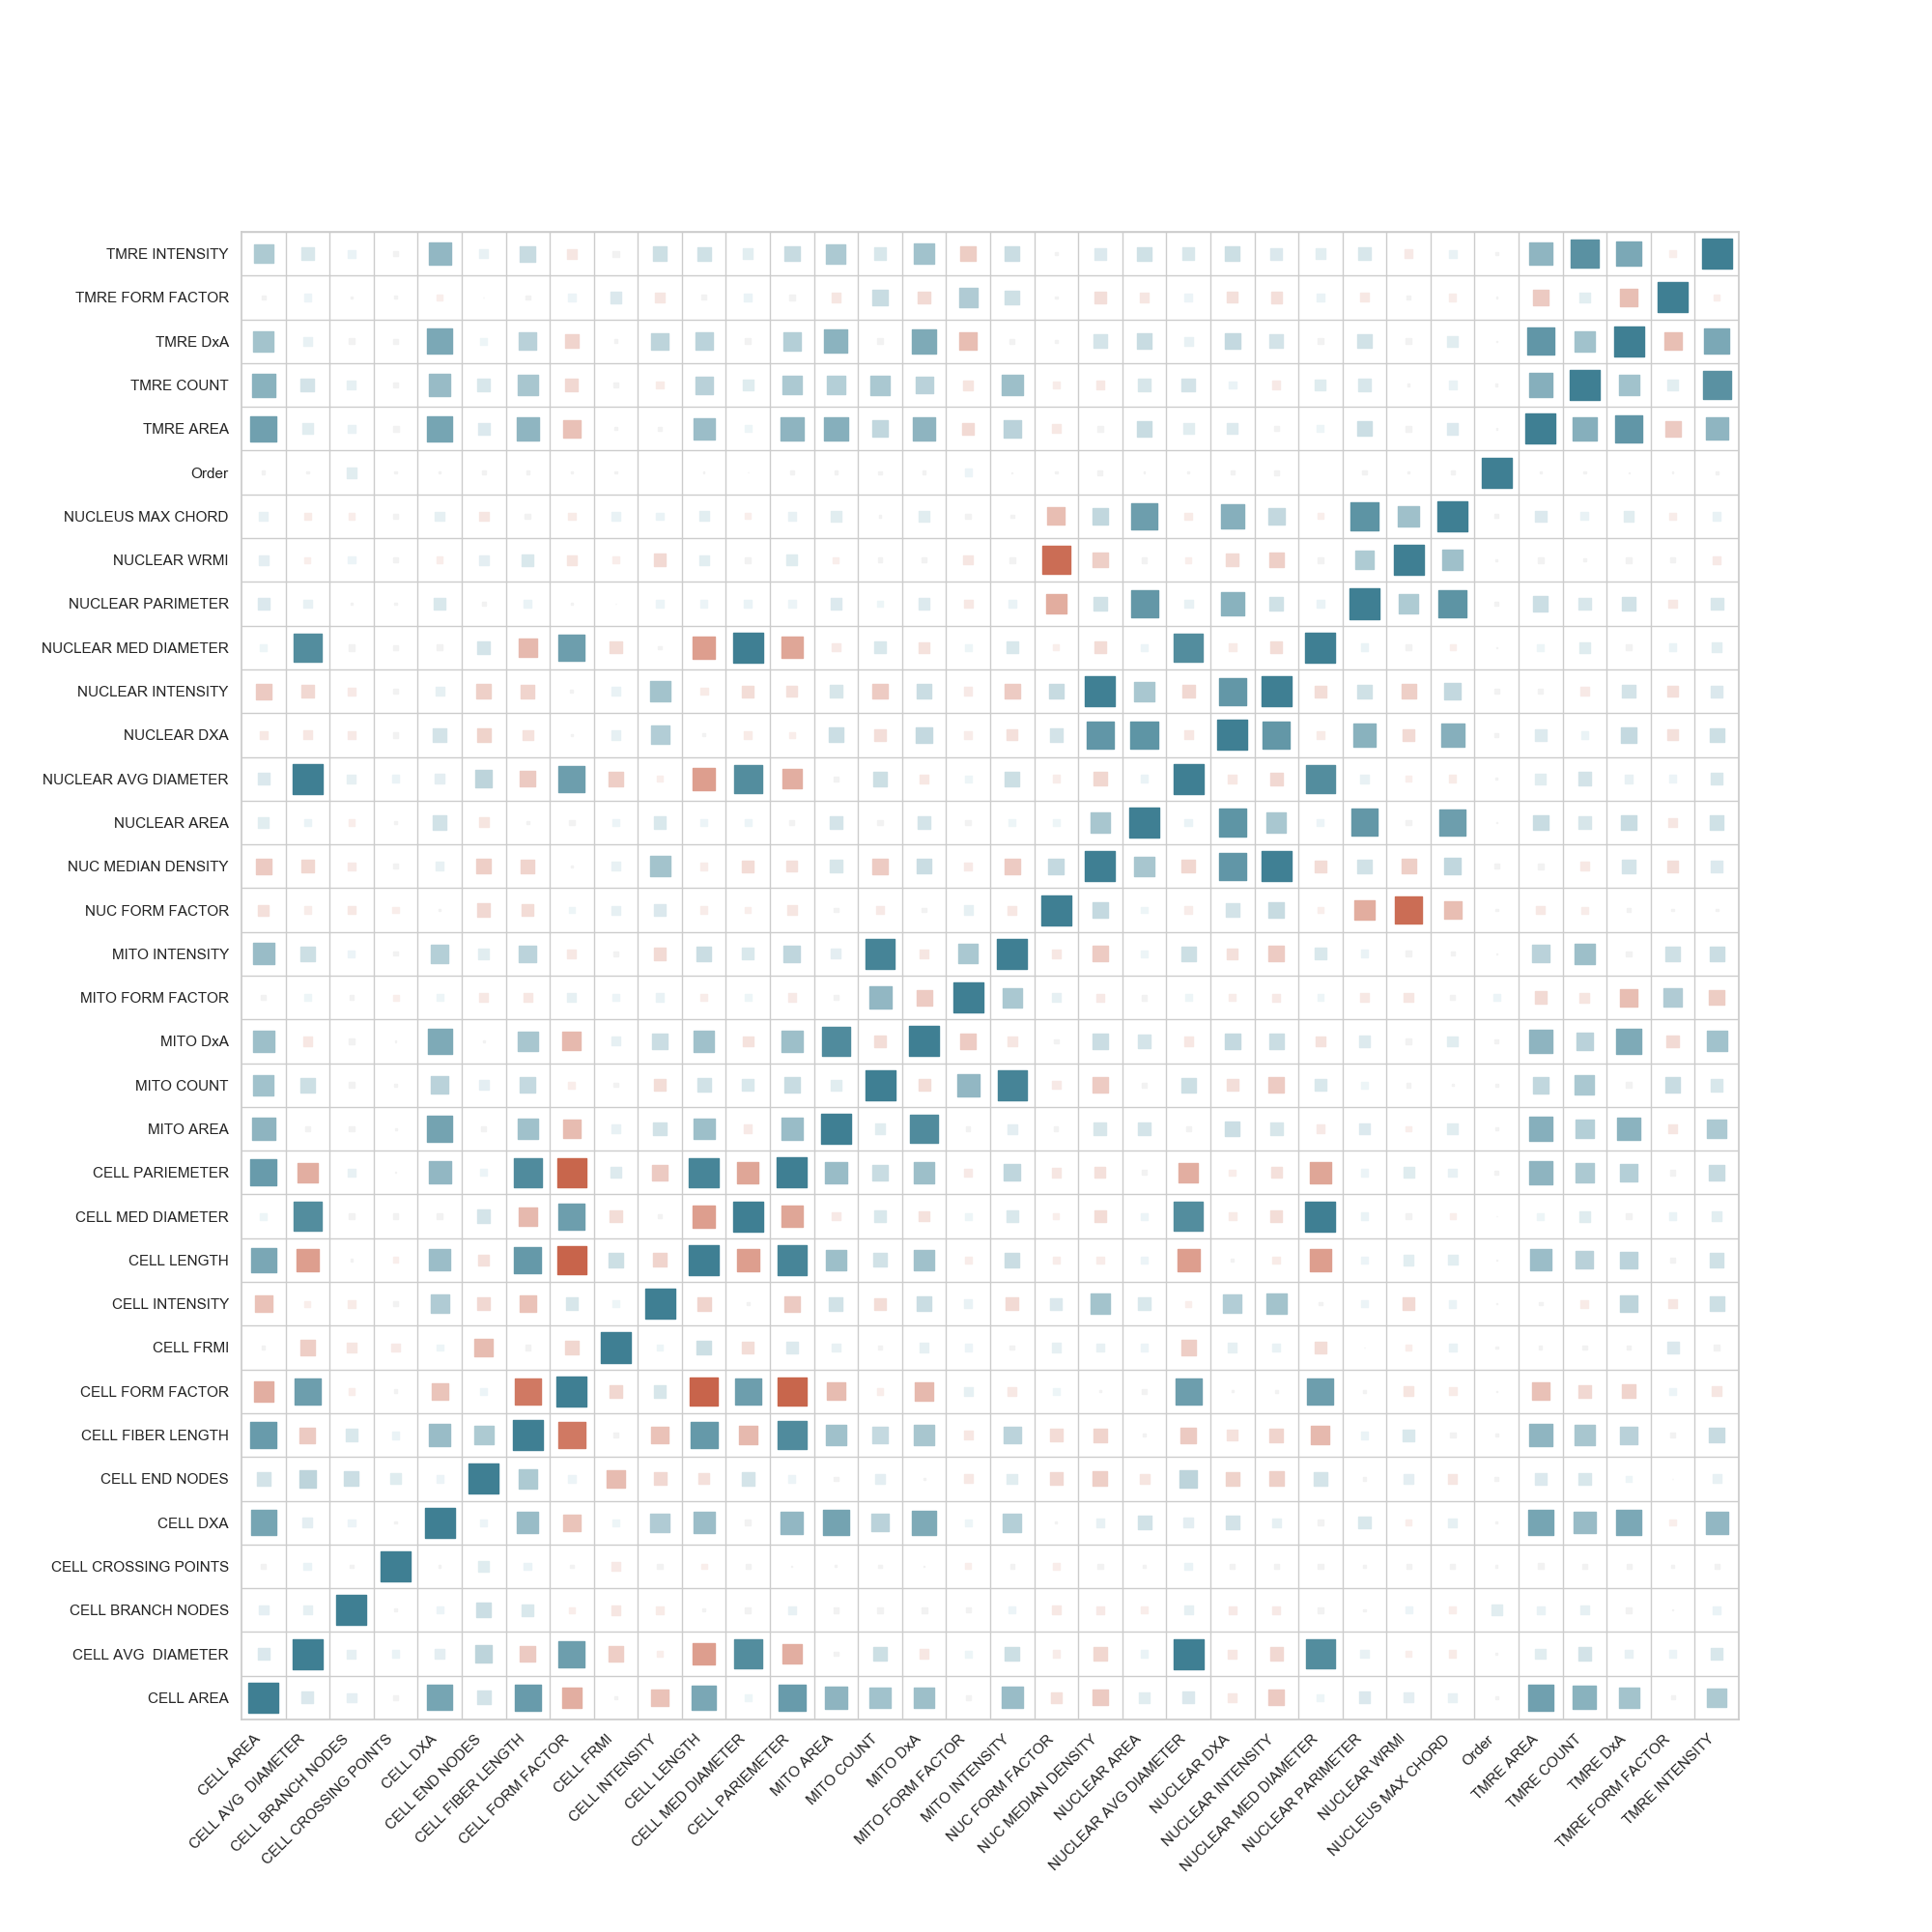 TMRE INTENSITY
TMRE FORM FACTOR
TMRE DxA
TMRE COUNT
TMRE AREA
Order
NUCLEUS MAX CHORD
NUCLEAR WRMI
NUCLEAR PARIMETER
NUCLEAR MED DIAMETER
NUCLEAR INTENSITY
NUCLEAR DXA
NUCLEAR AVG DIAMETER
NUCLEAR AREA
NUC MEDIAN DENSITY
NUC FORM FACTOR
MITO INTENSITY
MITO FORM FACTOR
MITO DxA
MITO COUNT
MITO AREA
CELL PARIEMETER
CELL MED DIAMETER
CELL LENGTH
CELL INTENSITY
CELL FRMI
CELL FORM FACTOR
CELL FIBER LENGTH
CELL END NODES
CELL DXA
CELL CROSSING POINTS
CELL BRANCH NODES
CELL AVG  DIAMETER
CELL AREA
CELL AREA
CELL AVG  DIAMETER
CELL BRANCH NODES
CELL CROSSING POINTS
CELL DXA
CELL END NODES
CELL FIBER LENGTH
CELL FORM FACTOR
CELL FRMI
CELL INTENSITY
CELL LENGTH
CELL MED DIAMETER
CELL PARIEMETER
MITO AREA
MITO COUNT
MITO DxA
MITO FORM FACTOR
MITO INTENSITY
NUC FORM FACTOR
NUC MEDIAN DENSITY
NUCLEAR AREA
NUCLEAR AVG DIAMETER
NUCLEAR DXA
NUCLEAR INTENSITY
NUCLEAR MED DIAMETER
NUCLEAR PARIMETER
NUCLEAR WRMI
NUCLEUS MAX CHORD
Order
TMRE AREA
TMRE COUNT
TMRE DxA
TMRE FORM FACTOR
TMRE INTENSITY